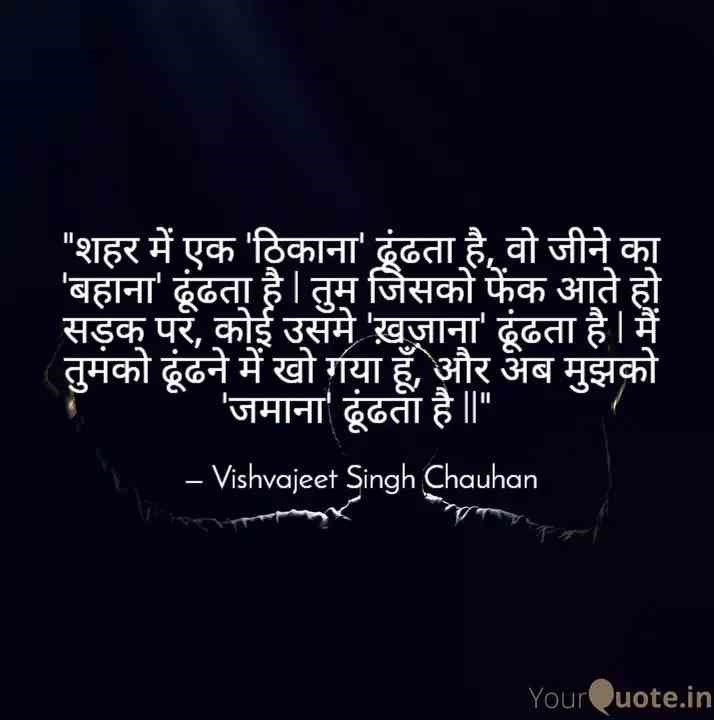 "शहर में एक 'ठिकाना' ढूंढता है, वो जीने का
'बहाना' ढूंढता है | तुम जिसको फेंक आते हो
सड़क पर, कोई उसमे 'ख़जाना' ढूंढता है | मैं
तुमको ढूंढने में खो गया हूँ, और अब मुझको
'जमाना' ढूंढता है ||"
– Vishvajeet Singh Chauhan
YourQuote.in